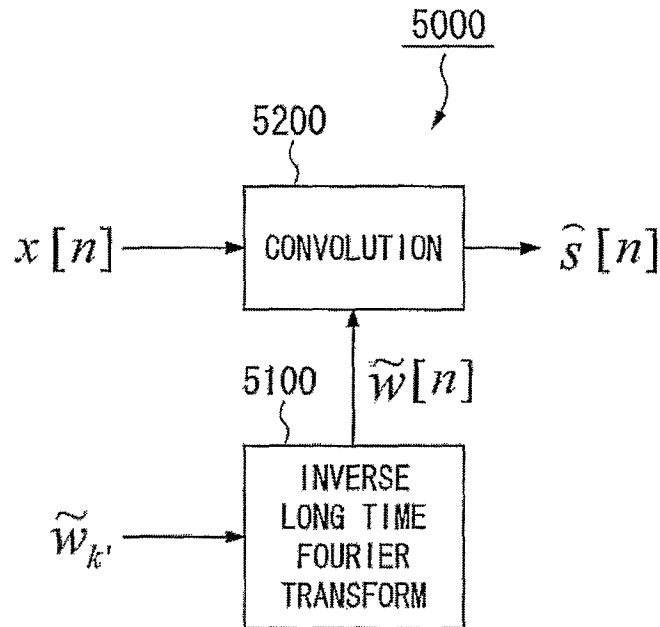 5000
5200
x[n]
CONVOLUTION
ŝ[n]
5100
w̃[n]
w̃k'
INVERSE
LONG TIME
FOURIER
TRANSFORM